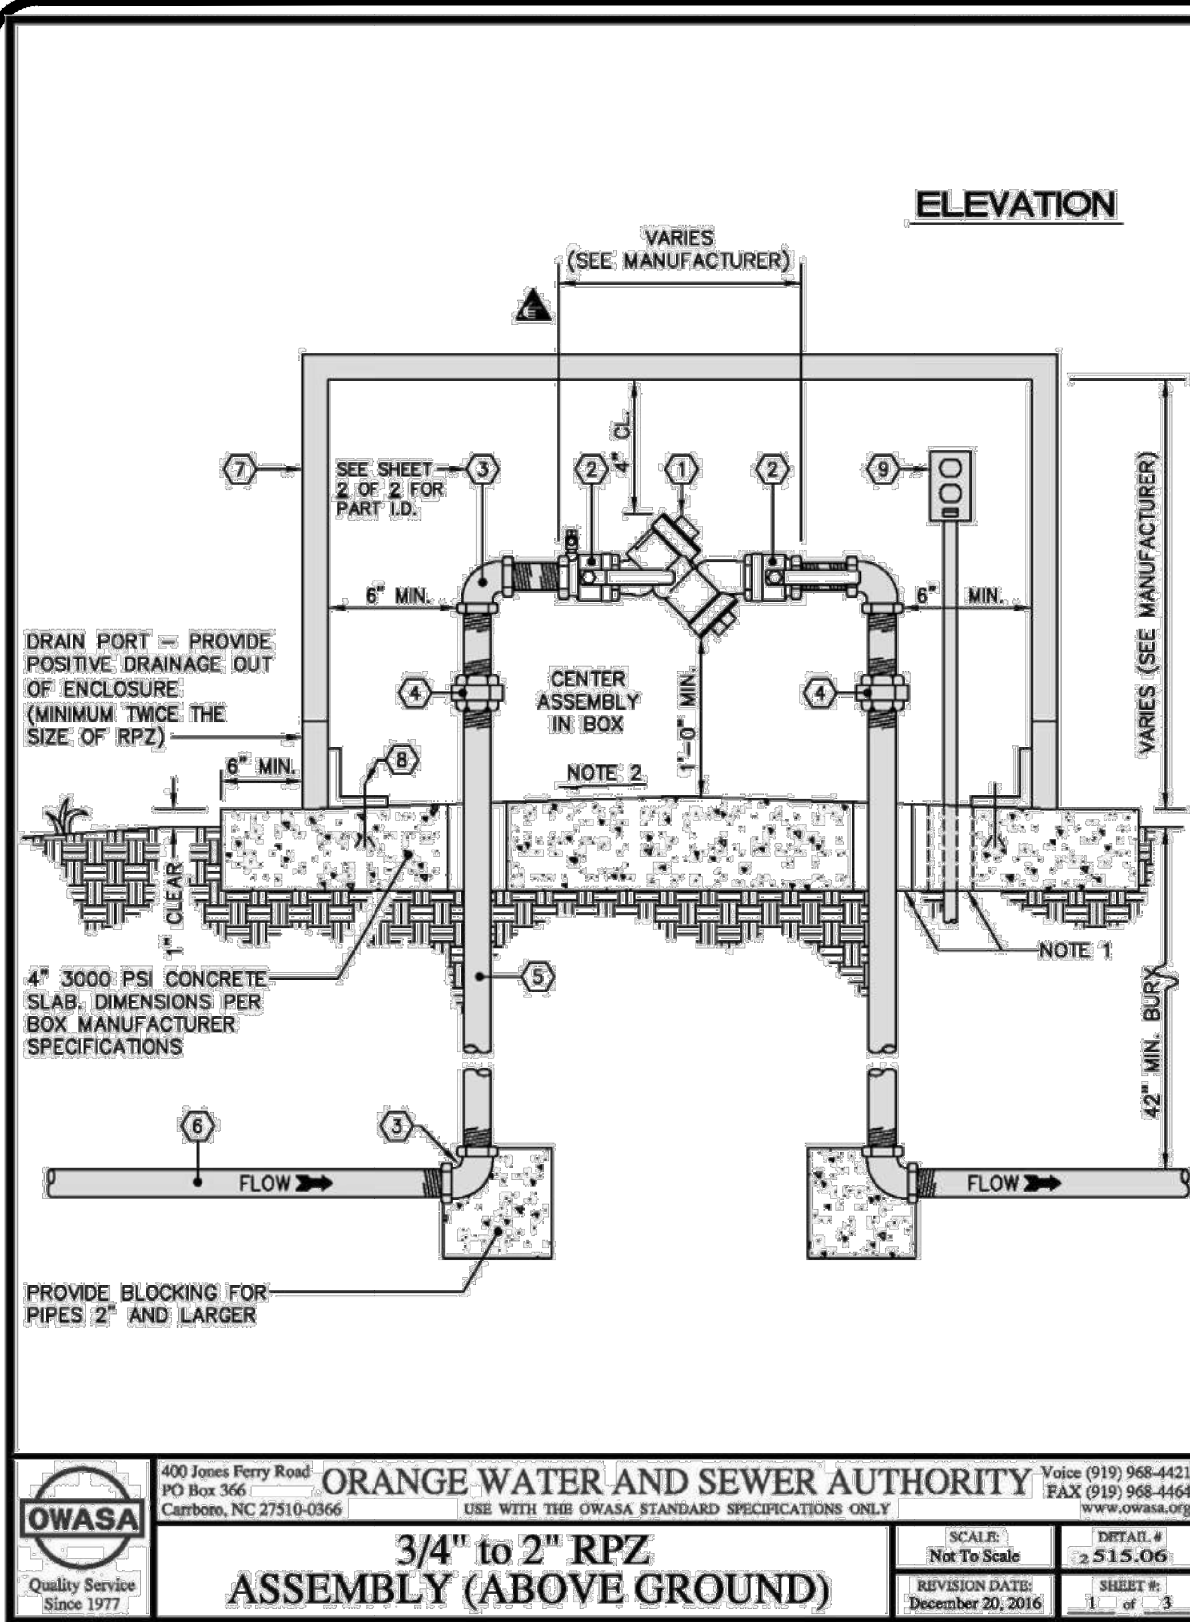 ELEVATION
VARIES
(SEE MANUFACTURER)
4" CL.
7
SEE SHEET
2 OF 2 FOR
PART I.D.
3
2
1
2
9
6" MIN.
6" MIN.
VARIES (SEE MANUFACTURER)
DRAIN PORT – PROVIDE
POSITIVE DRAINAGE OUT
OF ENCLOSURE
(MINIMUM TWICE THE
SIZE OF RPZ)
4
CENTER
ASSEMBLY
IN BOX
1'-0" MIN.
4
6" MIN.
8
NOTE 2
1" CLEAR
4" 3000 PSI CONCRETE
SLAB. DIMENSIONS PER
BOX MANUFACTURER
SPECIFICATIONS
5
NOTE 1
42" MIN. BURY
6
3
FLOW
FLOW
PROVIDE BLOCKING FOR
PIPES 2" AND LARGER
OWASA
Quality Service
Since 1977
400 Jones Ferry Road
PO Box 366
Carrboro, NC 27510-0366
ORANGE WATER AND SEWER AUTHORITY
USE WITH THE OWASA STANDARD SPECIFICATIONS ONLY
Voice (919) 968-4421
FAX (919) 968-4464
www.owasa.org
3/4" to 2" RPZ
ASSEMBLY (ABOVE GROUND)
SCALE:
Not To Scale
DETAIL #
515.06
REVISION DATE:
December 20, 2016
SHEET #:
1 of 3